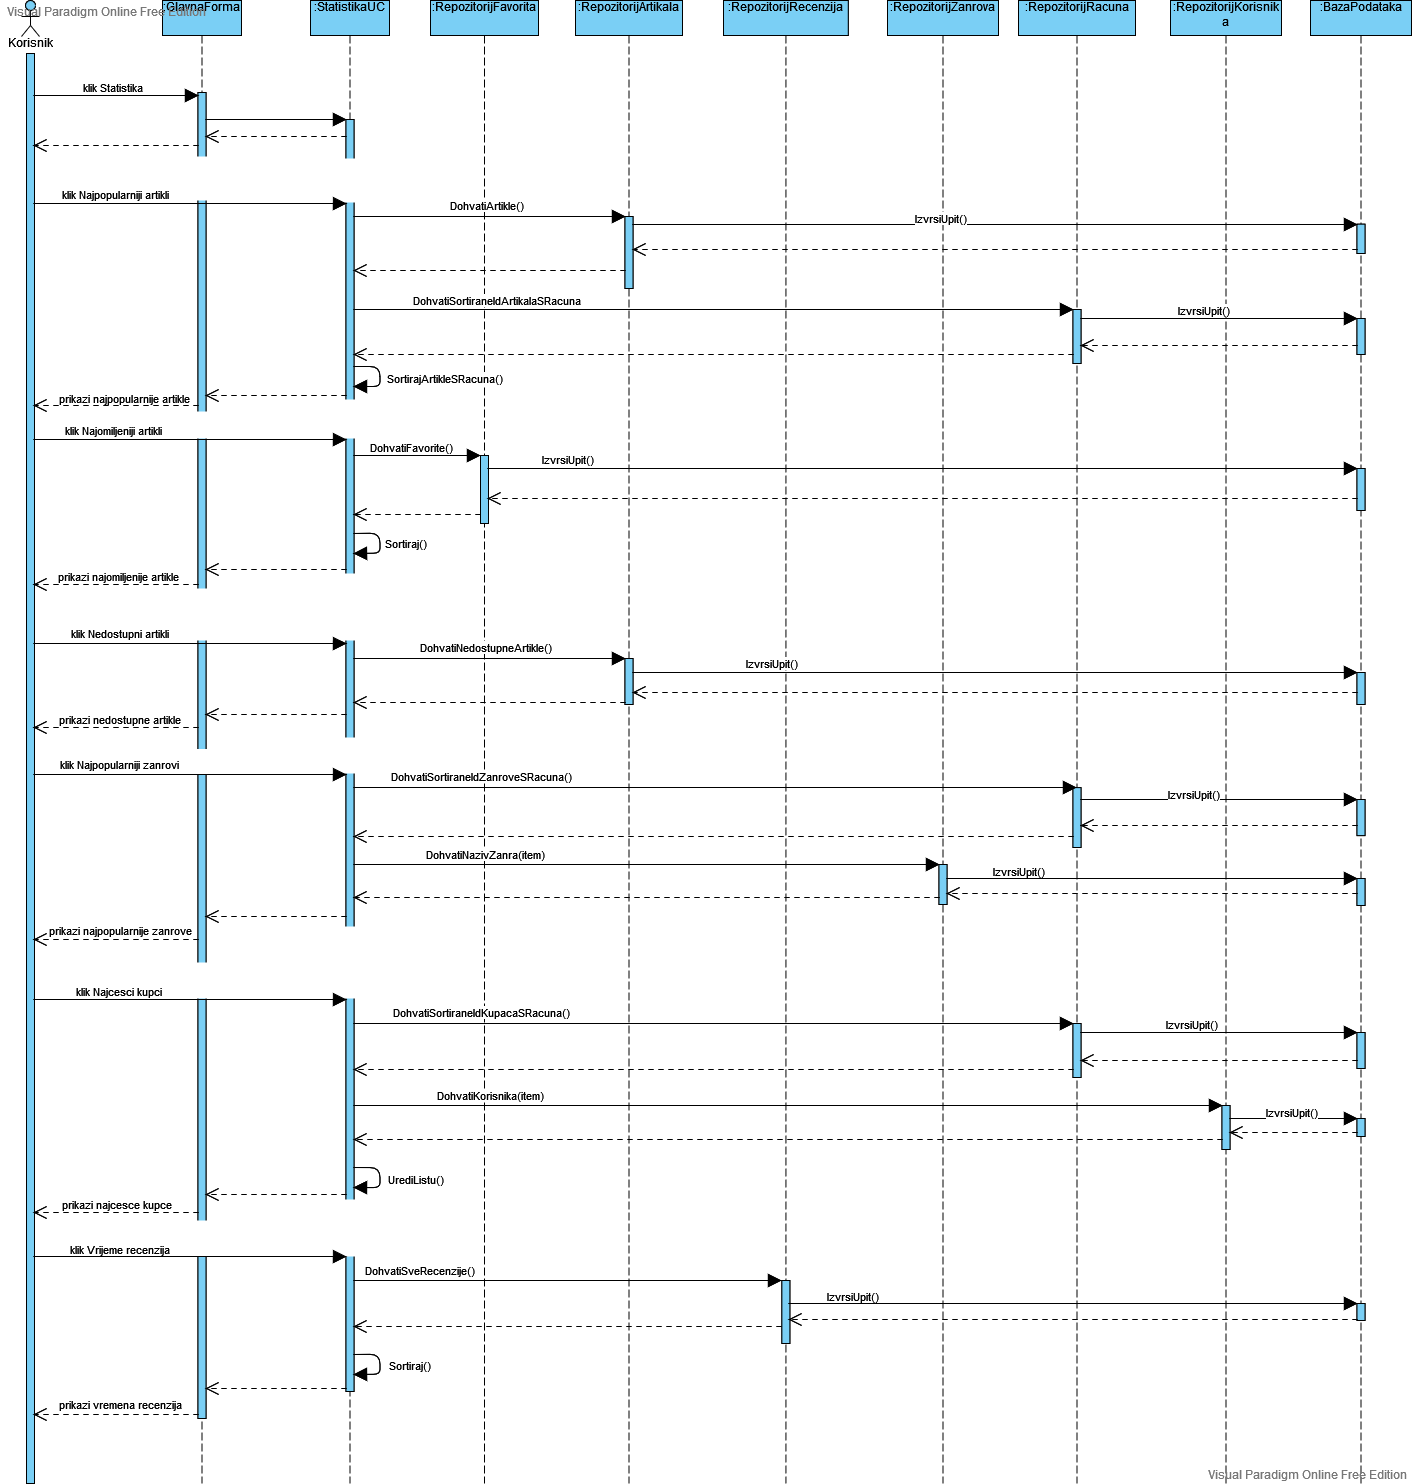 Visual Paradigm Online Free Edition
:GlavnaForma
:StatistikaUC
:RepozitorijFavorita
:RepozitorijArtikala
:RepozitorijRecenzija
:RepozitorijZanrova
:RepozitorijRacuna
:RepozitorijKorisnik
a
:BazaPodataka
Korisnik
klik Statistika
klik Najpopularniji artikli
DohvatiArtikle()
IzvrsiUpit()
DohvatiSortiraneIdArtikalaSRacuna
IzvrsiUpit()
SortirajArtikleSRacuna()
prikazi najpopularnije artikle
klik Najomiljeniji artikli
DohvatiFavorite()
IzvrsiUpit()
Sortiraj()
prikazi najomiljenije artikle
klik Nedostupni artikli
DohvatiNedostupneArtikle()
IzvrsiUpit()
prikazi nedostupne artikle
klik Najpopularniji zanrovi
DohvatiSortiraneIdZanroveSRacuna()
IzvrsiUpit()
DohvatiNazivZanra(item)
IzvrsiUpit()
prikazi najpopularnije zanrove
klik Najcesci kupci
DohvatiSortiraneIdKupacaSRacuna()
IzvrsiUpit()
DohvatiKorisnika(item)
IzvrsiUpit()
UrediListu()
prikazi najcesce kupce
klik Vrijeme recenzija
DohvatiSveRecenzije()
IzvrsiUpit()
Sortiraj()
prikazi vremena recenzija
Visual Paradigm Online Free Edition